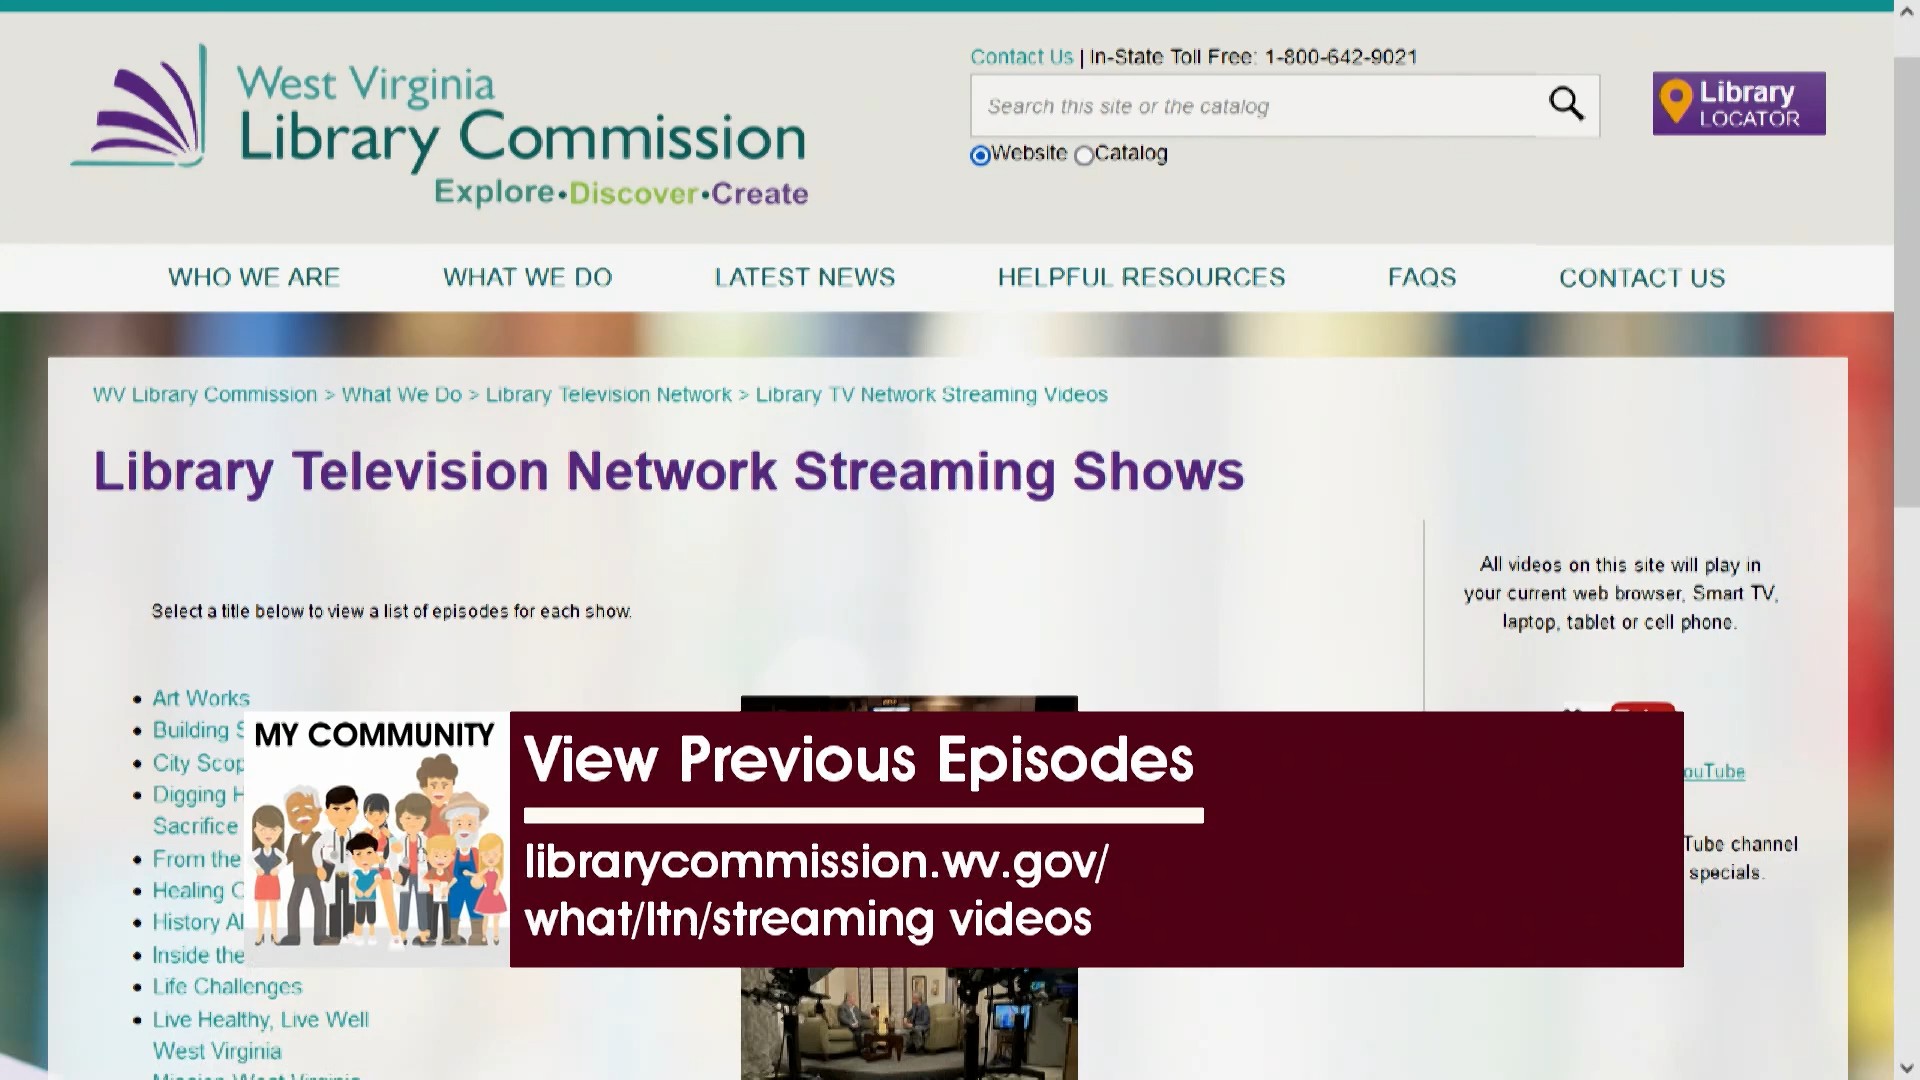 Contact Us | In-State Toll Free: 1-800-642-9021
West Virginia
Library Commission
Explore•Discover•Create
Search this site or the catalog
Library
LOCATOR
Website Catalog
WHO WE ARE
WHAT WE DO
LATEST NEWS
HELPFUL RESOURCES
FAQS
CONTACT US
WV Library Commission > What We Do > Library Television Network > Library TV Network Streaming Videos
Library Television Network Streaming Shows
Select a title below to view a list of episodes for each show.
All videos on this site will play in
your current web browser, Smart TV,
laptop, tablet or cell phone.
• Art Works
• Building
• City Scop
• Digging
Sacrifice
• From the
• Healing
• History
• Inside the
• Life Challenges
• Live Healthy, Live Well
West Virginia
Mission West Virginia
MY COMMUNITY
View Previous Episodes
librarycommission.wv.gov/
what/ltn/streaming videos
ouTube
Tube channel
specials.